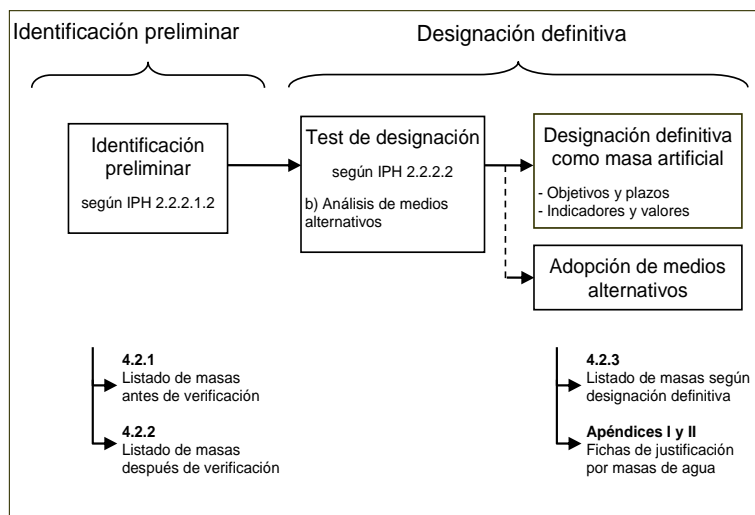 Identificación preliminar
Designación definitiva
Identificación
preliminar
según IPH 2.2.2.1.2
Test de designación
según IPH 2.2.2.2
b) Análisis de medios
alternativos
Designación definitiva
como masa artificial
- Objetivos y plazos
- Indicadores y valores
Adopción de medios
alternativos
4.2.1
Listado de masas
antes de verificación
4.2.2
Listado de masas
después de verificación
4.2.3
Listado de masas según
designación definitiva
Apéndices I y II
Fichas de justificación
por masas de agua